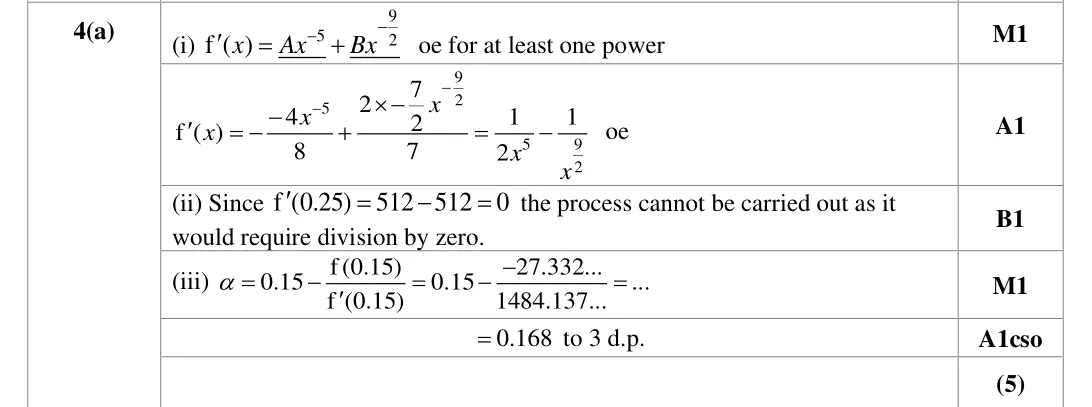 4(a)
(i) f′(x) = Ax⁻⁵ + Bx^(−9/2) oe for at least one power M1
f′(x) = − (−4x⁻⁵)/8 + (2 × −(7/2)x^(−9/2))/7 = 1/(2x⁵) − 1/x^(9/2) oe A1
(ii) Since f′(0.25) = 512 − 512 = 0 the process cannot be carried out as it
would require division by zero. B1
(iii) α = 0.15 − f(0.15)/f′(0.15) = 0.15 − (−27.332...)/(1484.137...) = ... M1
= 0.168 to 3 d.p. A1cso
(5)